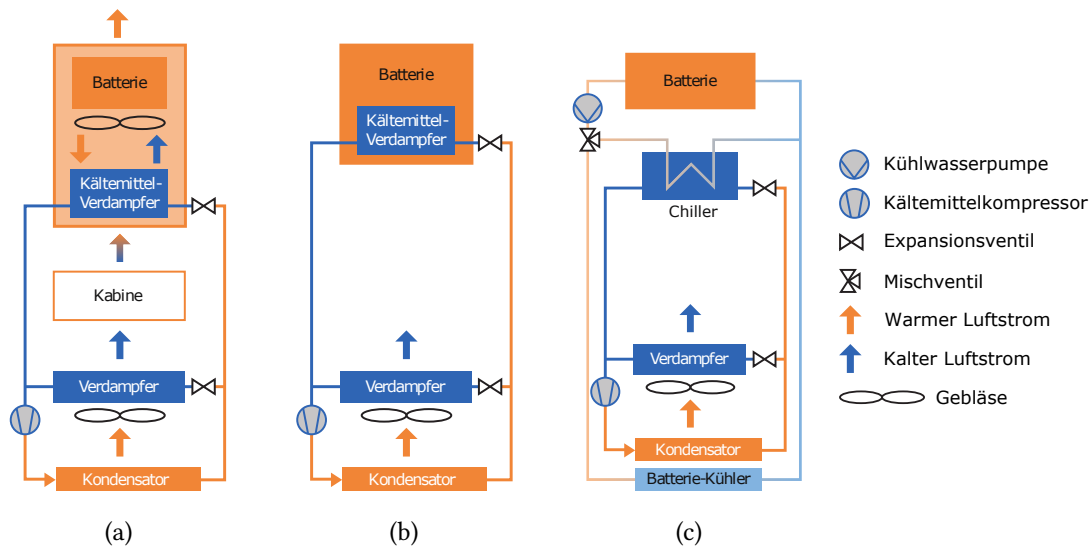 Batterie
Kältemittel-
Verdampfer
Kabine
Verdampfer
Kondensator
(a)
Batterie
Kältemittel-
Verdampfer
Verdampfer
Kondensator
(b)
Batterie
Chiller
Verdampfer
Kondensator
Batterie-Kühler
(c)
Kühlwasserpumpe
Kältemittelkompressor
Expansionsventil
Mischventil
Warmer Luftstrom
Kalter Luftstrom
Gebläse